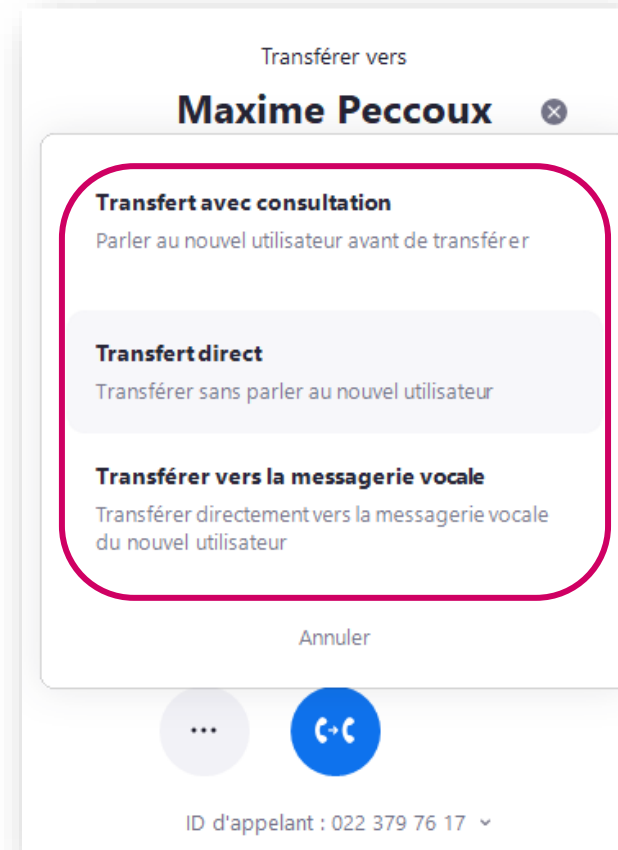 Transférer vers
Maxime Peccoux
Transfert avec consultation
Parler au nouvel utilisateur avant de transférer
Transfert direct
Transférer sans parler au nouvel utilisateur
Transférer vers la messagerie vocale
Transférer directement vers la messagerie vocale
du nouvel utilisateur
Annuler
ID d'appelant : 022 379 76 17